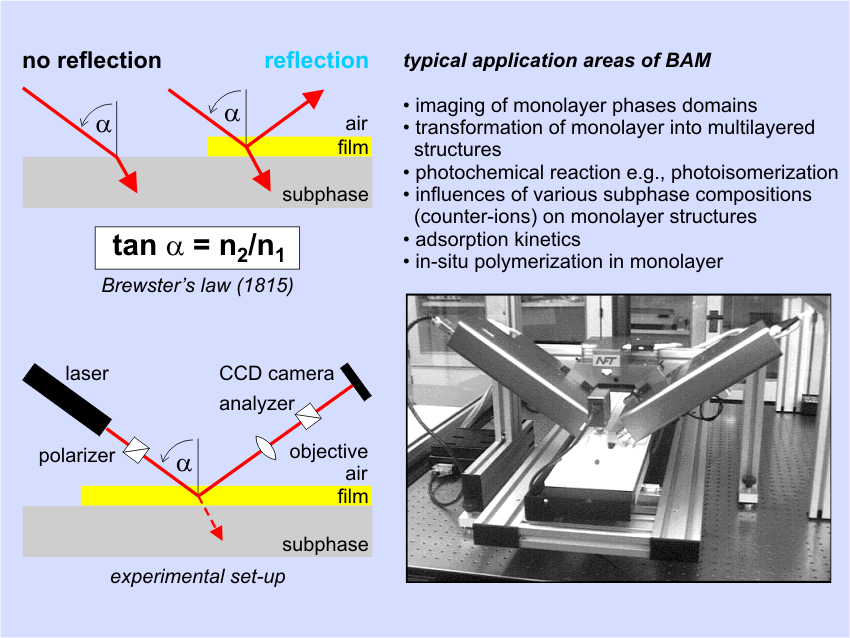 no reflection
reflection
α
α
air
film
subphase
tan α = n₂/n₁
Brewster’s law (1815)
laser
CCD camera
analyzer
polarizer
α
objective
air
film
subphase
experimental set-up
typical application areas of BAM
• imaging of monolayer phases domains
• transformation of monolayer into multilayered
structures
• photochemical reaction e.g., photoisomerization
• influences of various subphase compositions
(counter-ions) on monolayer structures
• adsorption kinetics
• in-situ polymerization in monolayer
NFT